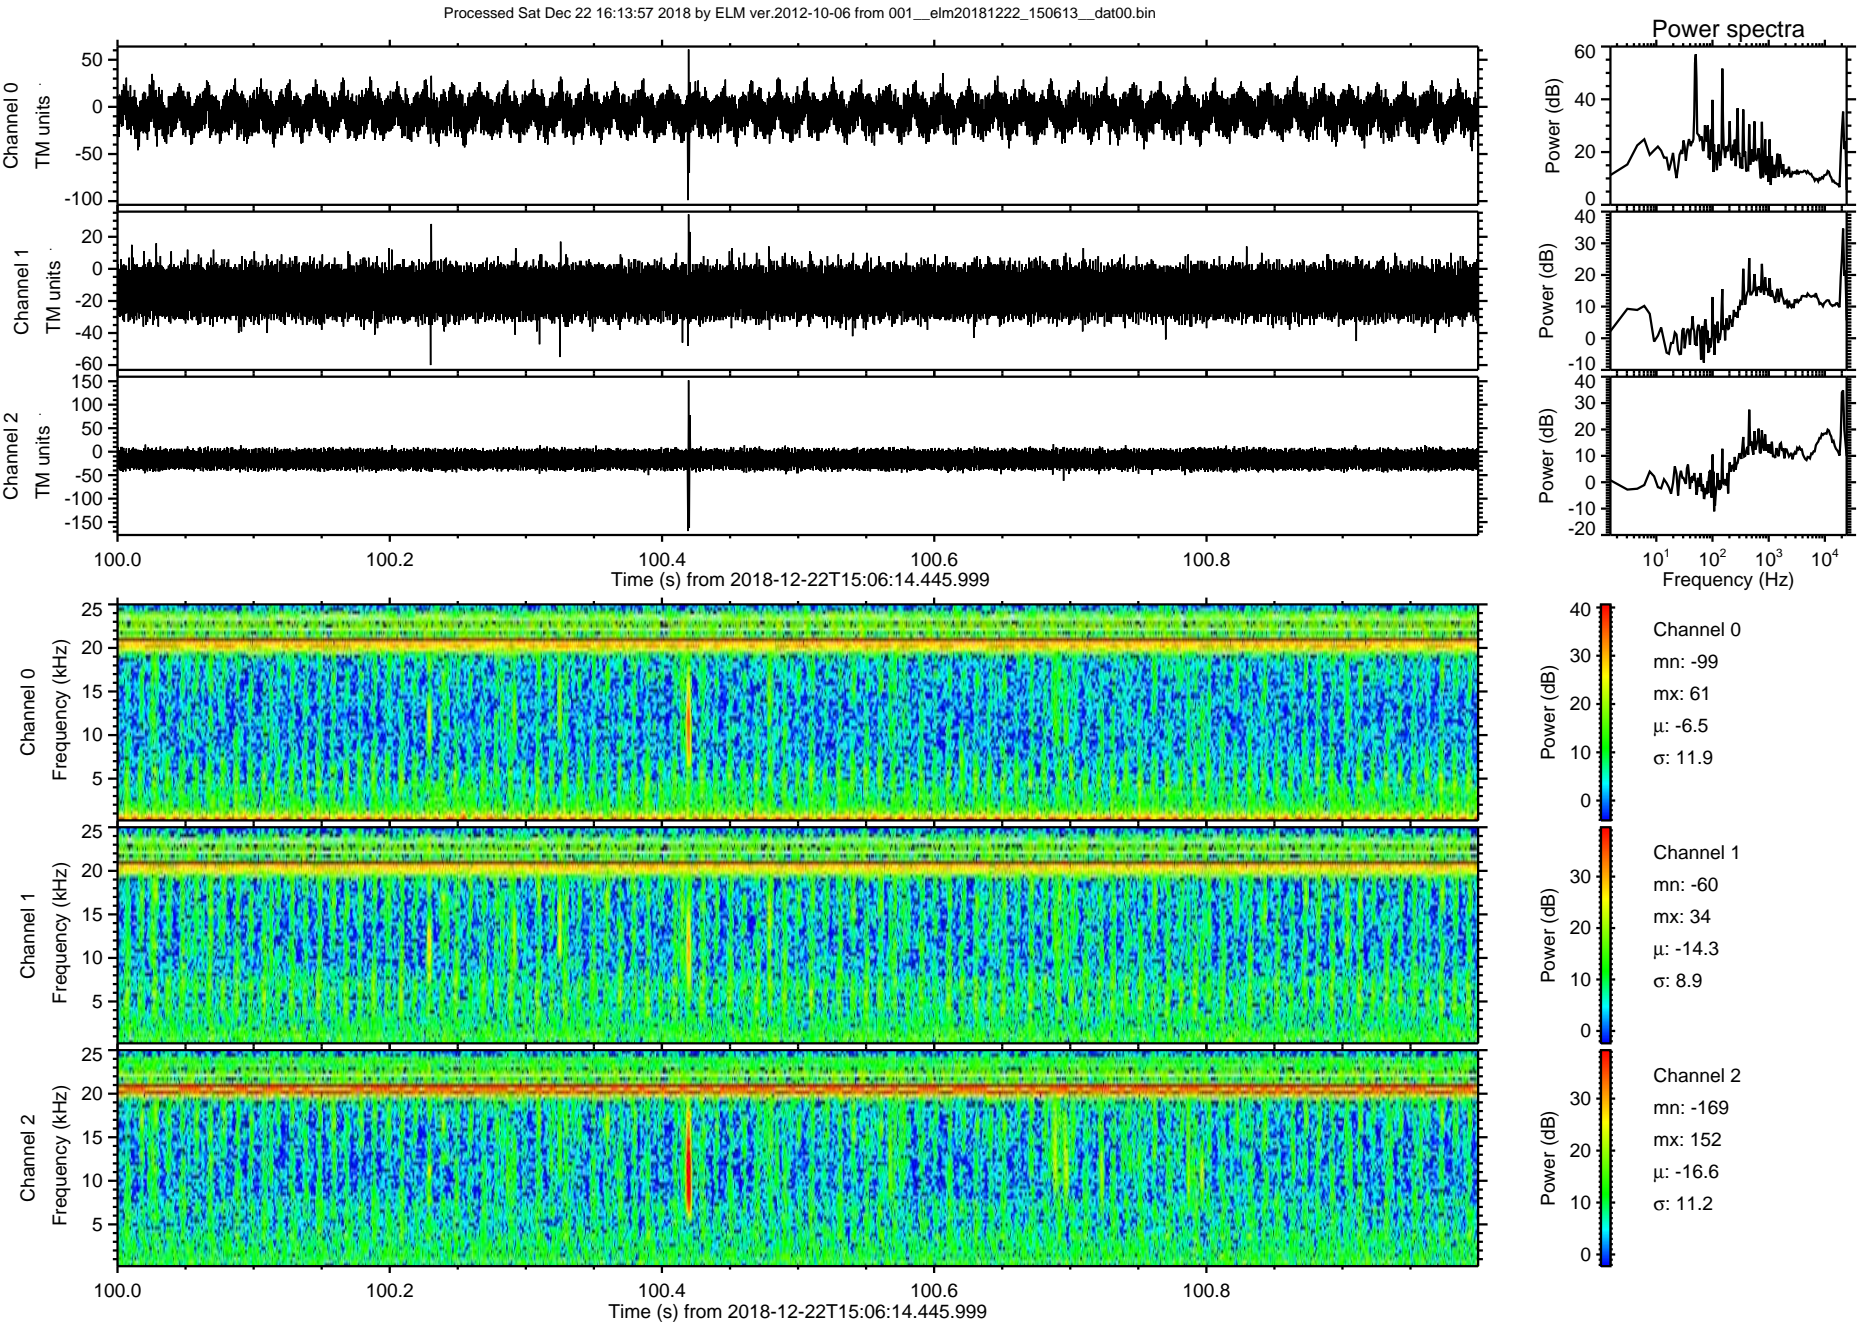 Processed Sat Dec 22 16:13:57 2018 by ELM ver.2012-10-06 from 001__elm20181222_150613__dat00.bin
Power spectra
Channel 0
TM units
50
0
-50
-100
Power (dB)
60
40
20
0
Channel 1
TM units
20
0
-20
-40
-60
Power (dB)
40
30
20
10
0
-10
Channel 2
TM units
150
100
50
0
-50
-100
-150
Power (dB)
40
30
20
10
0
-10
-20
100.0 100.2 100.4 100.6 100.8
Time (s) from 2018-12-22T15:06:14.445.999
10¹ 10² 10³ 10⁴
Frequency (Hz)
Channel 0
Frequency (kHz)
25
20
15
10
5
Power (dB)
40
30
20
10
0
Channel 0
mn: -99
mx: 61
μ: -6.5
σ: 11.9
Channel 1
Frequency (kHz)
25
20
15
10
5
Power (dB)
30
20
10
0
Channel 1
mn: -60
mx: 34
μ: -14.3
σ: 8.9
Channel 2
Frequency (kHz)
25
20
15
10
5
Power (dB)
30
20
10
0
Channel 2
mn: -169
mx: 152
μ: -16.6
σ: 11.2
100.0 100.2 100.4 100.6 100.8
Time (s) from 2018-12-22T15:06:14.445.999